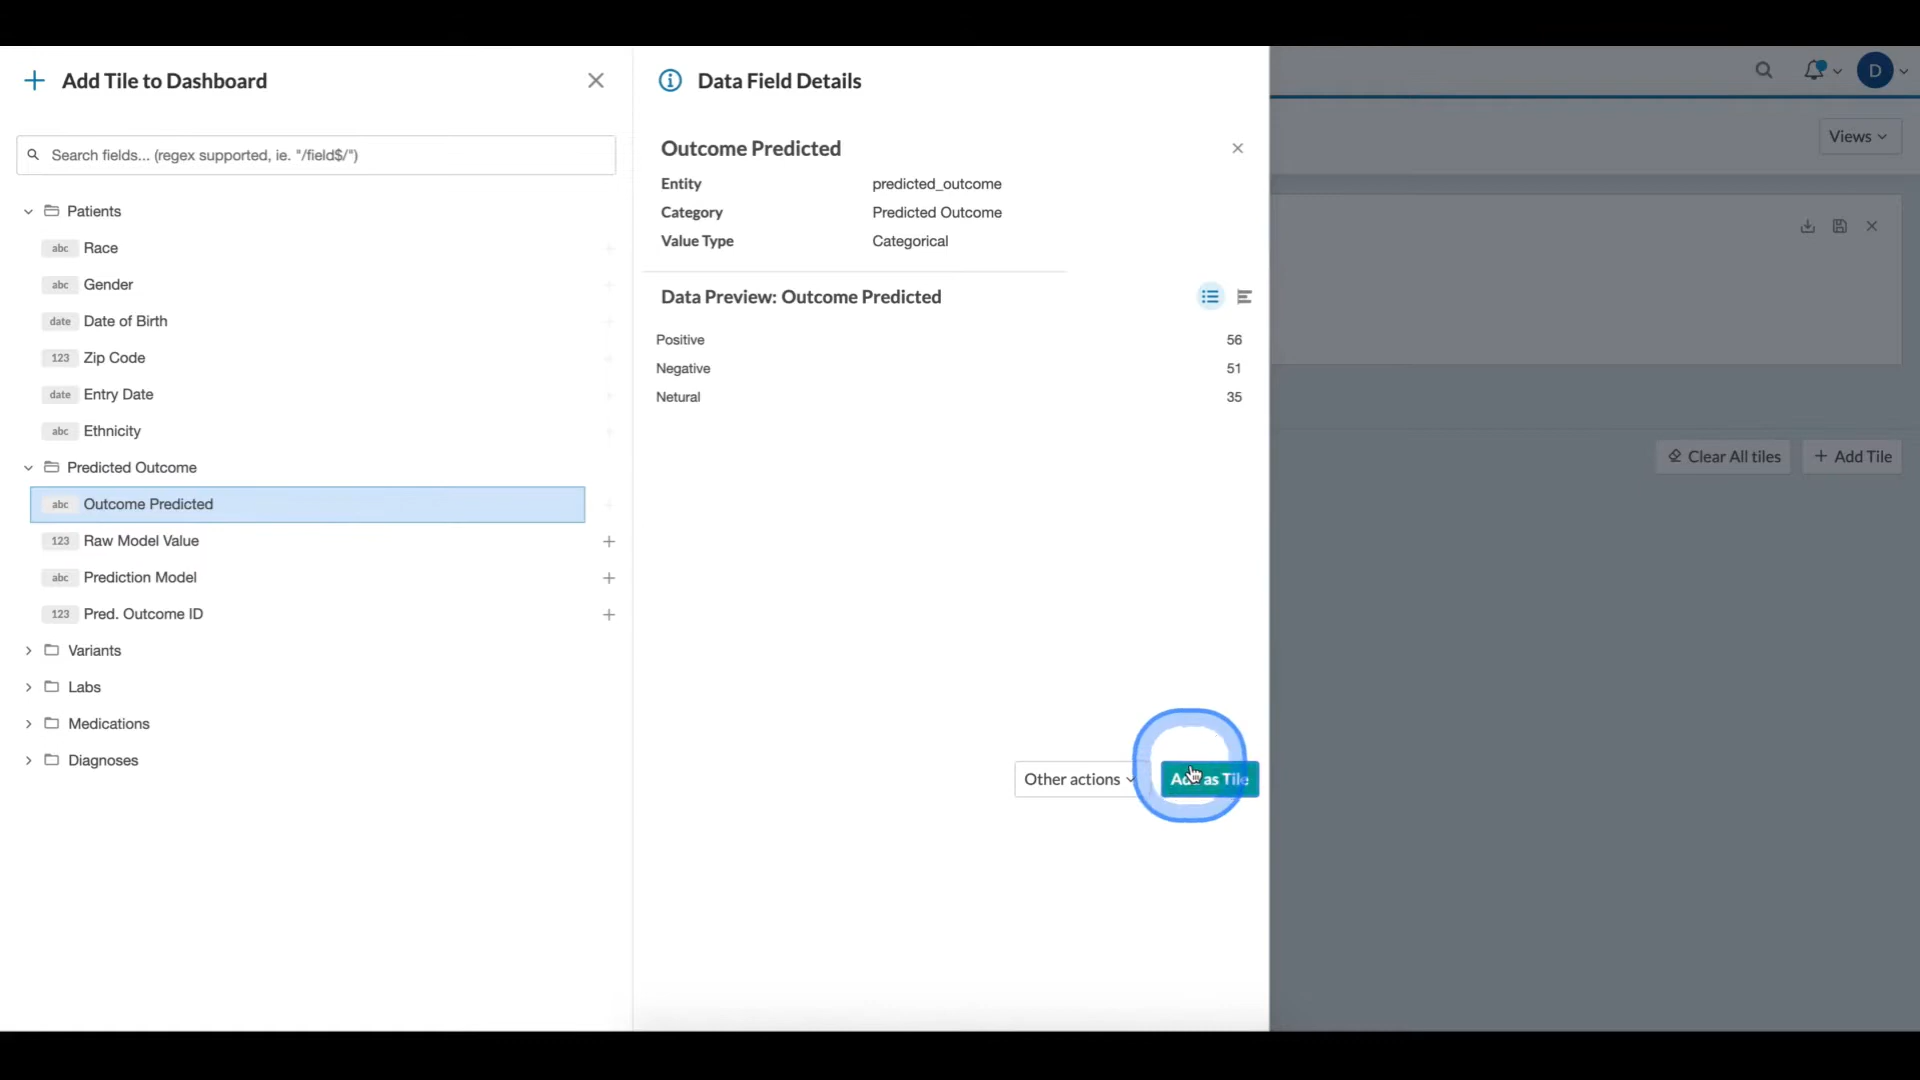 Add Tile to Dashboard
Search fields... (regex supported, ie. "/field$/")
Patients
abc Race
abc Gender
date Date of Birth
123 Zip Code
date Entry Date
abc Ethnicity
Predicted Outcome
abc Outcome Predicted
123 Raw Model Value
abc Prediction Model
123 Pred. Outcome ID
Variants
Labs
Medications
Diagnoses
Data Field Details
Outcome Predicted
Entity predicted_outcome
Category Predicted Outcome
Value Type Categorical
Data Preview: Outcome Predicted
Positive 56
Negative 51
Netural 35
Other actions
Add as Tile
D
Views
Clear All tiles
Add Tile